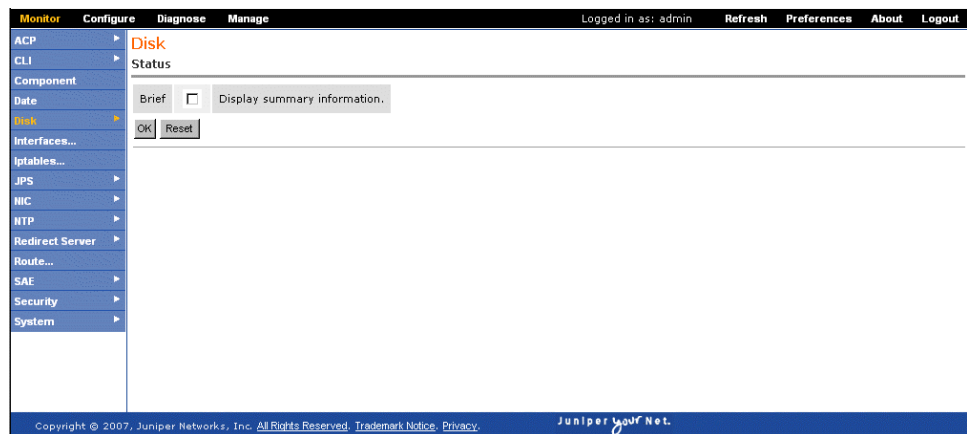 Monitor Configure Diagnose Manage Logged in as: admin Refresh Preferences About Logout
ACP
CLI
Component
Date
Disk
Interfaces...
Iptables...
JPS
NIC
NTP
Redirect Server
Route...
SAE
Security
System
Disk
Status
Brief Display summary information.
OK Reset
Copyright © 2007, Juniper Networks, Inc. All Rights Reserved. Trademark Notice. Privacy.
Juniper your Net.